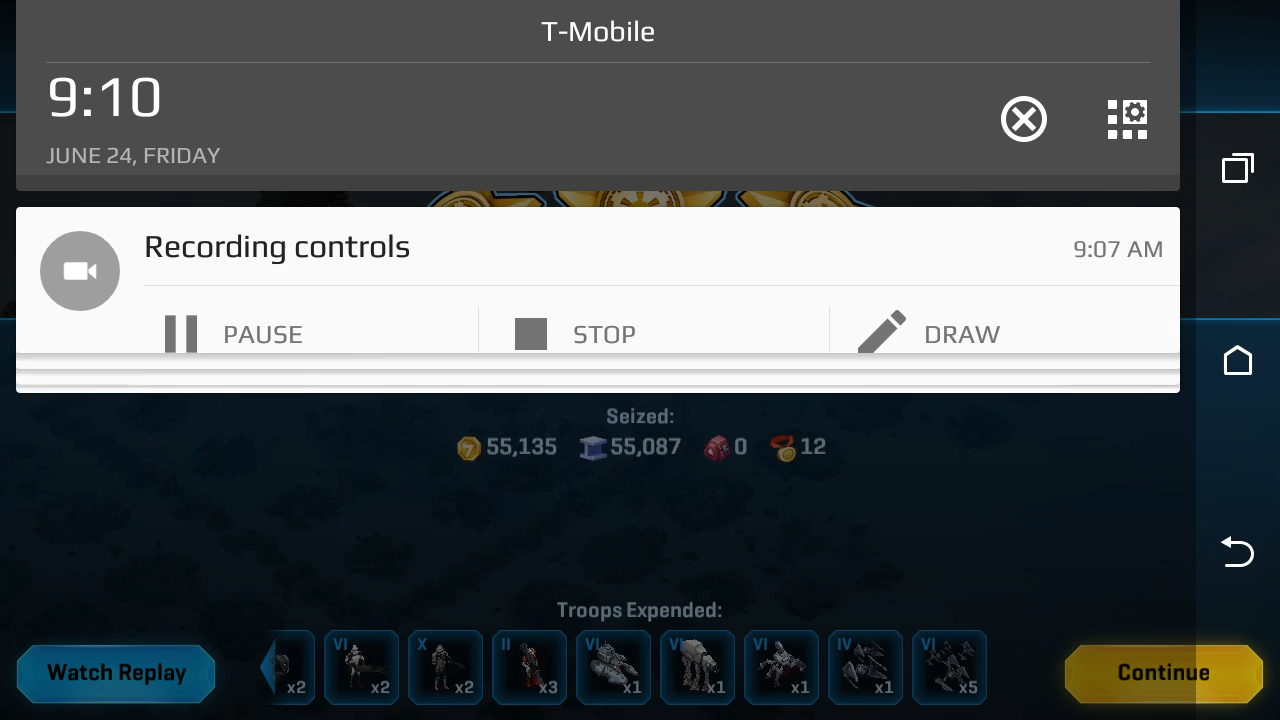 T-Mobile
9:10
JUNE 24, FRIDAY
Recording controls 9:07 AM
PAUSE STOP DRAW
Seized:
7 55,135 55,087 0 12
Troops Expended:
VI X II VI VI VI IV VI
x2 x2 x2 x3 x1 x1 x1 x1 x5
Watch Replay Continue